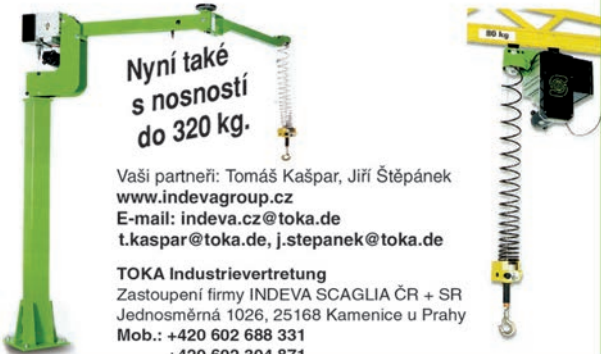 Nyní také
s nosností
do 320 kg.
80 kg
Vaši partneři: Tomáš Kašpar, Jiří Štěpánek
www.indevagroup.cz
E-mail: indeva.cz@toka.de
t.kaspar@toka.de, j.stepanek@toka.de
TOKA Industrievertretung
Zastoupení firmy INDEVA SCAGLIA ČR + SR
Jednosměrná 1026, 25168 Kamenice u Prahy
Mob.: +420 602 688 331